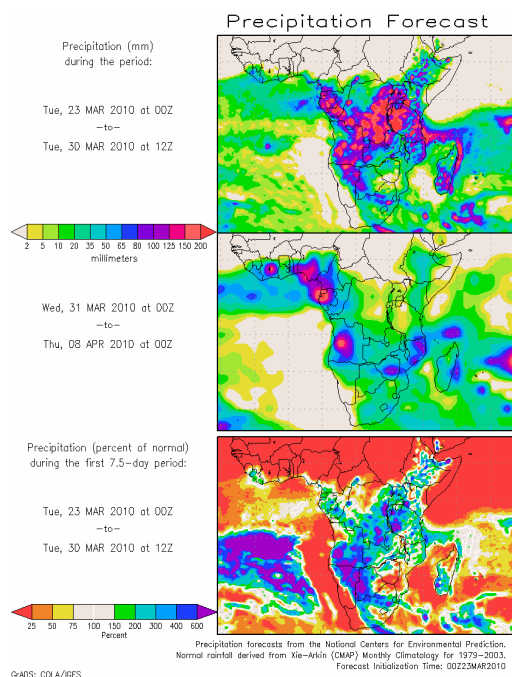 Precipitation Forecast
Precipitation (mm)
during the period:
Tue, 23 MAR 2010 at 00Z
—to—
Tue, 30 MAR 2010 at 12Z
2 5 10 20 35 50 65 80 100 125 150 200
millimeters
Wed, 31 MAR 2010 at 00Z
—to—
Thu, 08 APR 2010 at 00Z
Precipitation (percent of normal)
during the first 7.5-day period:
Tue, 23 MAR 2010 at 00Z
—to—
Tue, 30 MAR 2010 at 12Z
25 50 75 100 150 200 300 400 600
Percent
Precipitation forecasts from the National Centers for Environmental Prediction.
Normal rainfall derived from Xie-Arkin (CMAP) Monthly Climatology for 1979-2003.
Forecast Initialization Time: 00Z23MAR2010
GrADS: COLA/IGES